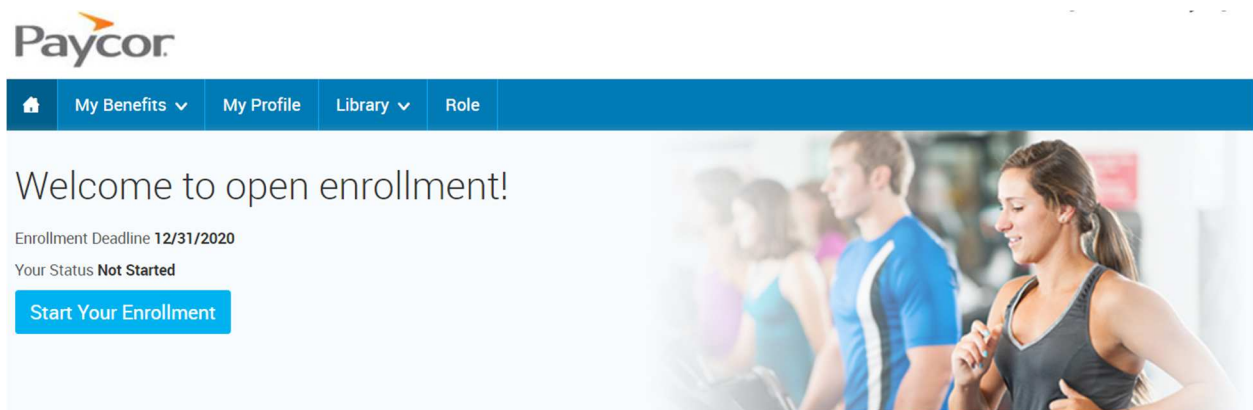 Paycor
My Benefits
My Profile
Library
Role
Welcome to open enrollment!
Enrollment Deadline 12/31/2020
Your Status Not Started
Start Your Enrollment